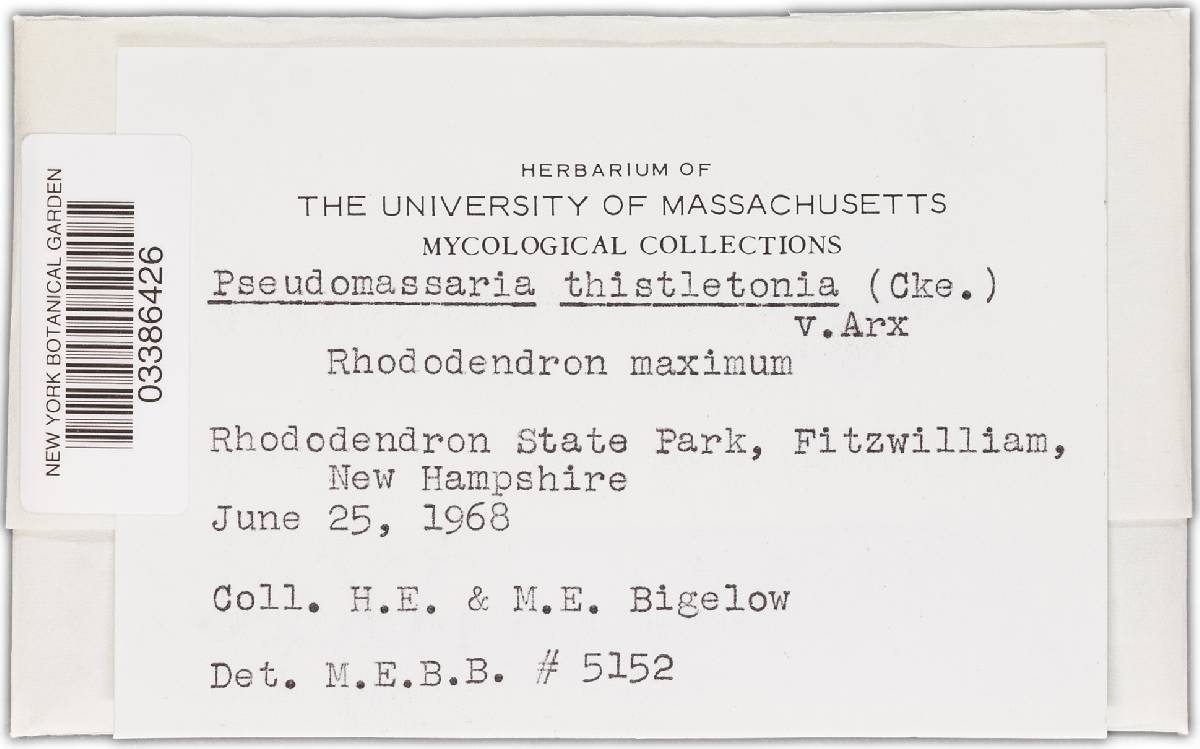 HERBARIUM OF
THE UNIVERSITY OF MASSACHUSETTS
MYCOLOGICAL COLLECTIONS
Pseudomassaria thistletonia (Cke.)
v.Arx
Rhododendron maximum
Rhododendron State Park, Fitzwilliam,
New Hampshire
June 25, 1968
Coll. H.E. & M.E. Bigelow
Det. M.E.B.B. # 5152
NEW YORK BOTANICAL GARDEN
03386426